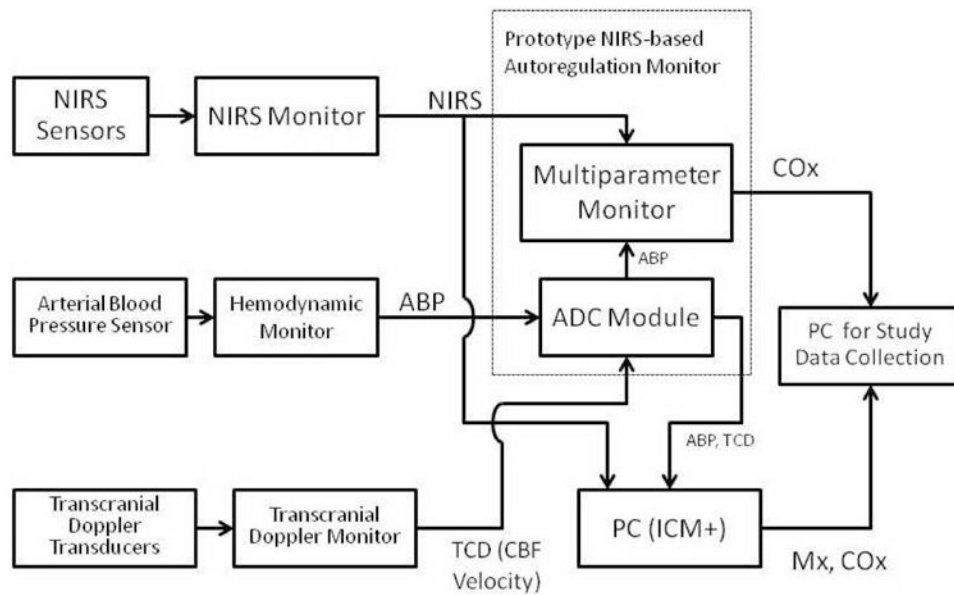 Prototype NIRS-based
Autoregulation Monitor
NIRS
Sensors
NIRS Monitor
NIRS
Multiparameter
Monitor
COx
ABP
Arterial Blood
Pressure Sensor
Hemodynamic
Monitor
ABP
ADC Module
PC for Study
Data Collection
ABP, TCD
Transcranial
Doppler
Transducers
Transcranial
Doppler Monitor
TCD (CBF
Velocity)
PC (ICM+)
Mx, COx